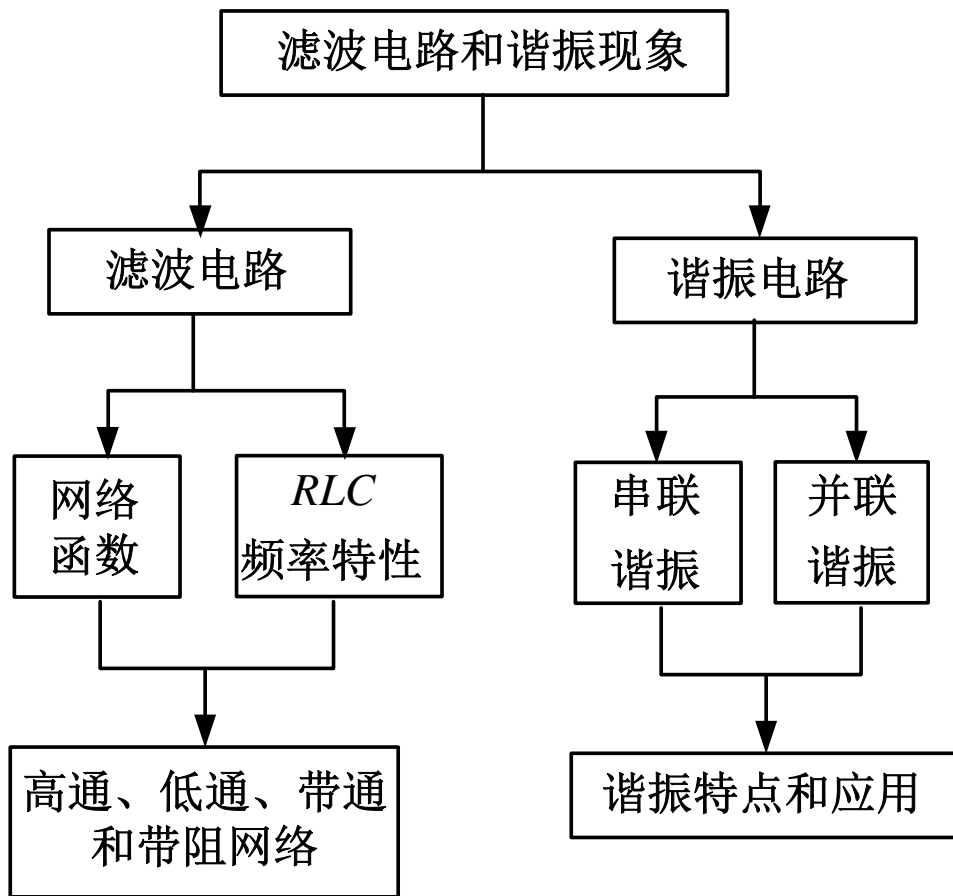 滤波电路和谐振现象
滤波电路
谐振电路
网络
函数
RLC
频率特性
串联
谐振
并联
谐振
高通、低通、带通
和带阻网络
谐振特点和应用